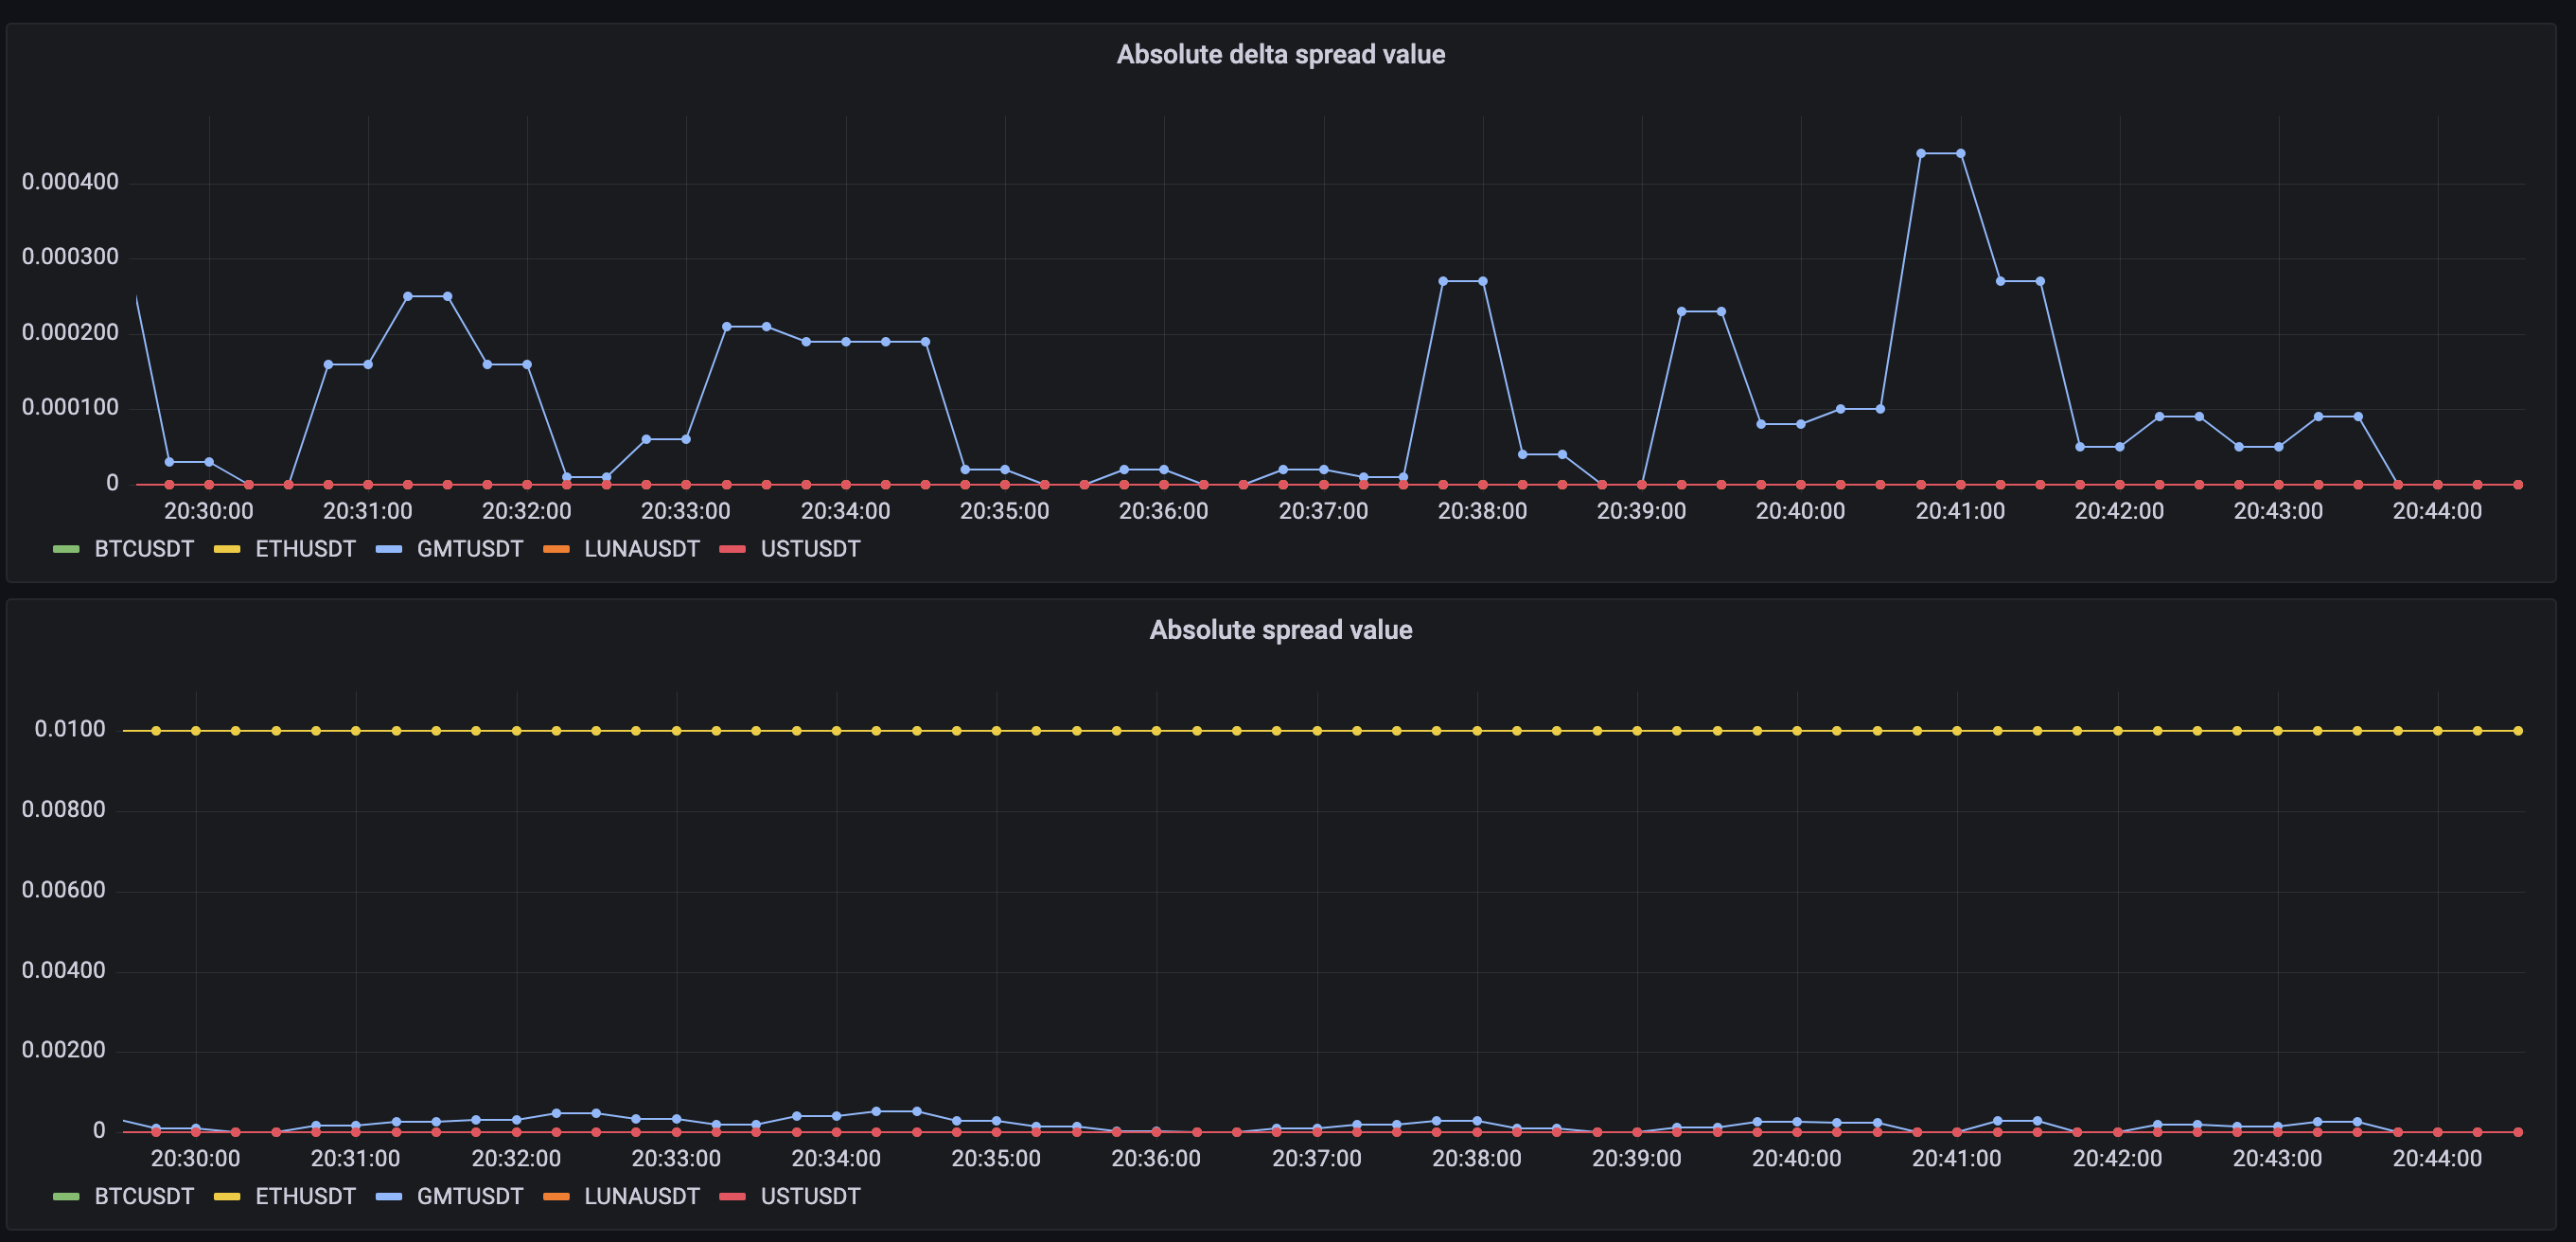 Absolute delta spread value
0.000400
0.000300
0.000200
0.000100
0
20:30:00 20:31:00 20:32:00 20:33:00 20:34:00 20:35:00 20:36:00 20:37:00 20:38:00 20:39:00 20:40:00 20:41:00 20:42:00 20:43:00 20:44:00
BTCUSDT ETHUSDT GMTUSDT LUNAUSDT USTUSDT
Absolute spread value
0.0100
0.00800
0.00600
0.00400
0.00200
0
20:30:00 20:31:00 20:32:00 20:33:00 20:34:00 20:35:00 20:36:00 20:37:00 20:38:00 20:39:00 20:40:00 20:41:00 20:42:00 20:43:00 20:44:00
BTCUSDT ETHUSDT GMTUSDT LUNAUSDT USTUSDT